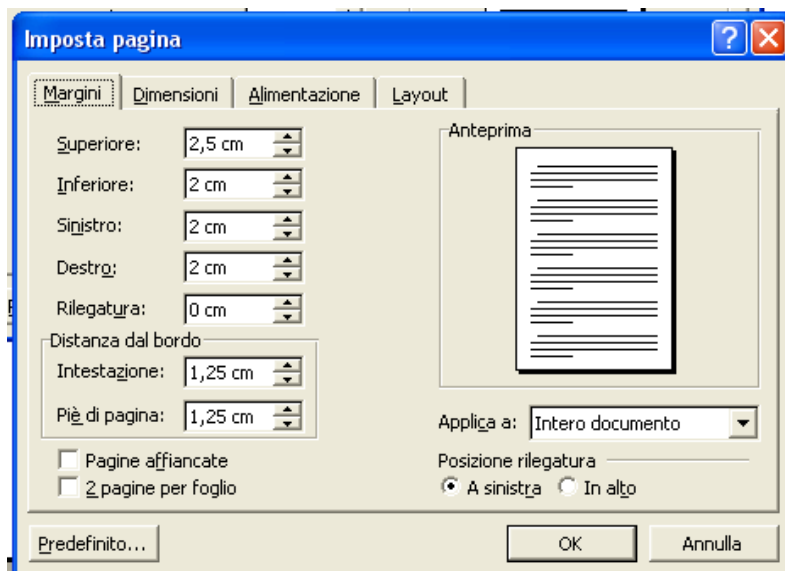 Imposta pagina
Margini Dimensioni Alimentazione Layout
Superiore: 2,5 cm
Inferiore: 2 cm
Sinistro: 2 cm
Destro: 2 cm
Rilegatura: 0 cm
Distanza dal bordo
Intestazione: 1,25 cm
Piè di pagina: 1,25 cm
Pagine affiancate
2 pagine per foglio
Anteprima
Applica a: Intero documento
Posizione rilegatura
A sinistra In alto
Predefinito... OK Annulla